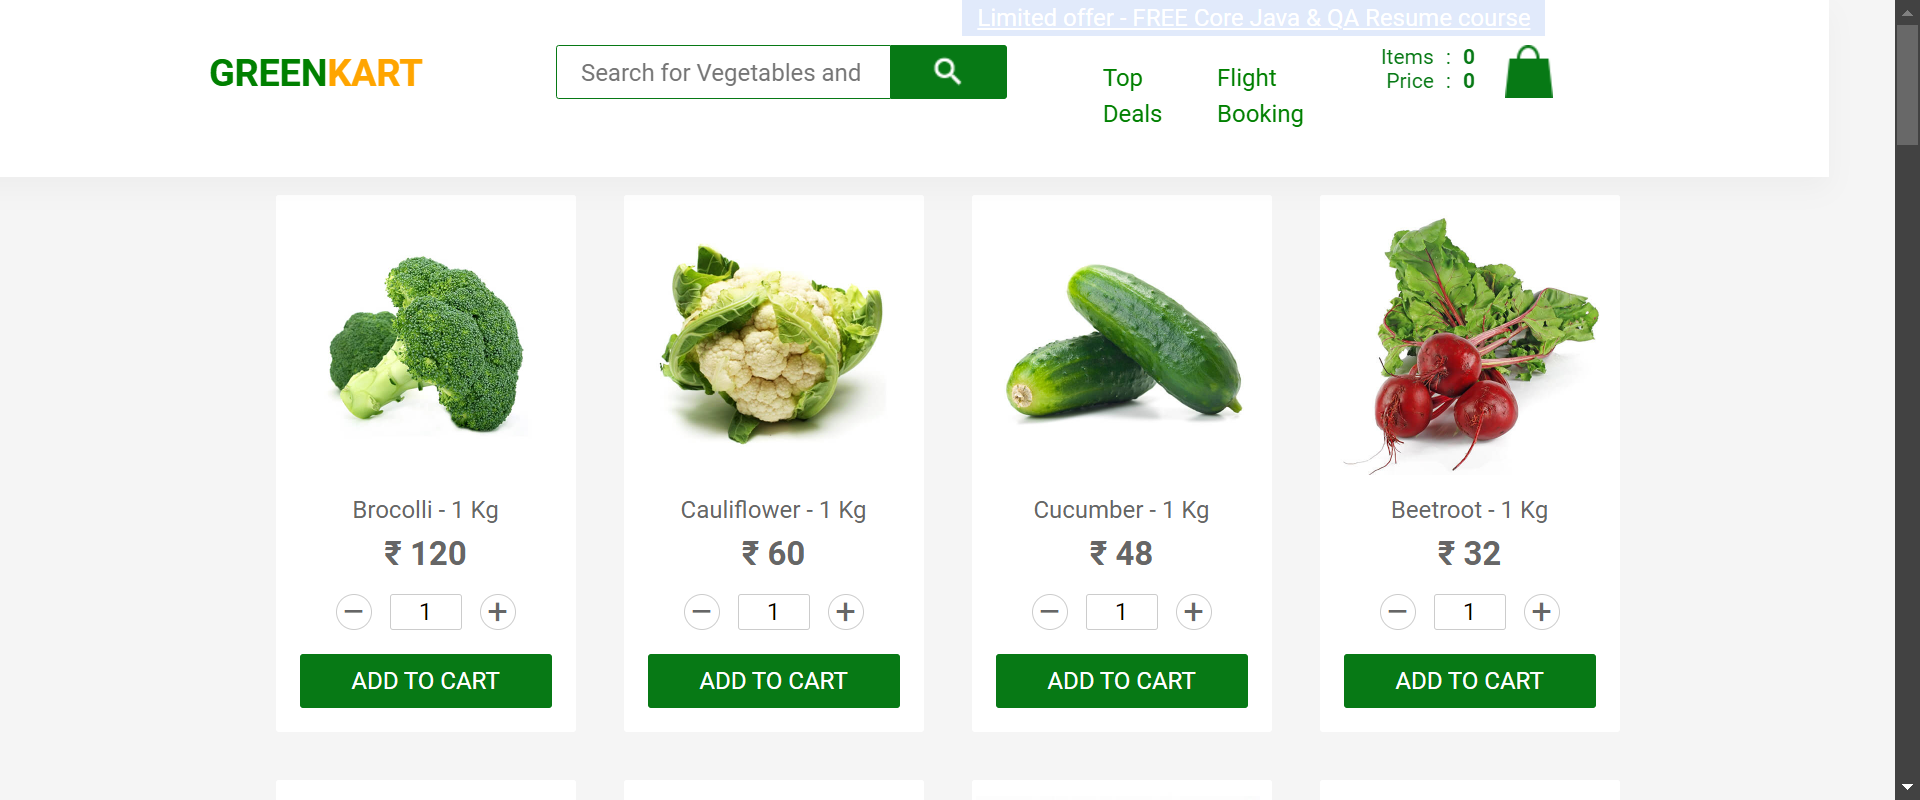 Limited offer - FREE Core Java & QA Resume course
GREENKART
Search for Vegetables and
Top
Deals
Flight
Booking
Items : 0
Price : 0
Brocolli - 1 Kg
₹ 120
− 1 +
ADD TO CART
Cauliflower - 1 Kg
₹ 60
− 1 +
ADD TO CART
Cucumber - 1 Kg
₹ 48
− 1 +
ADD TO CART
Beetroot - 1 Kg
₹ 32
− 1 +
ADD TO CART